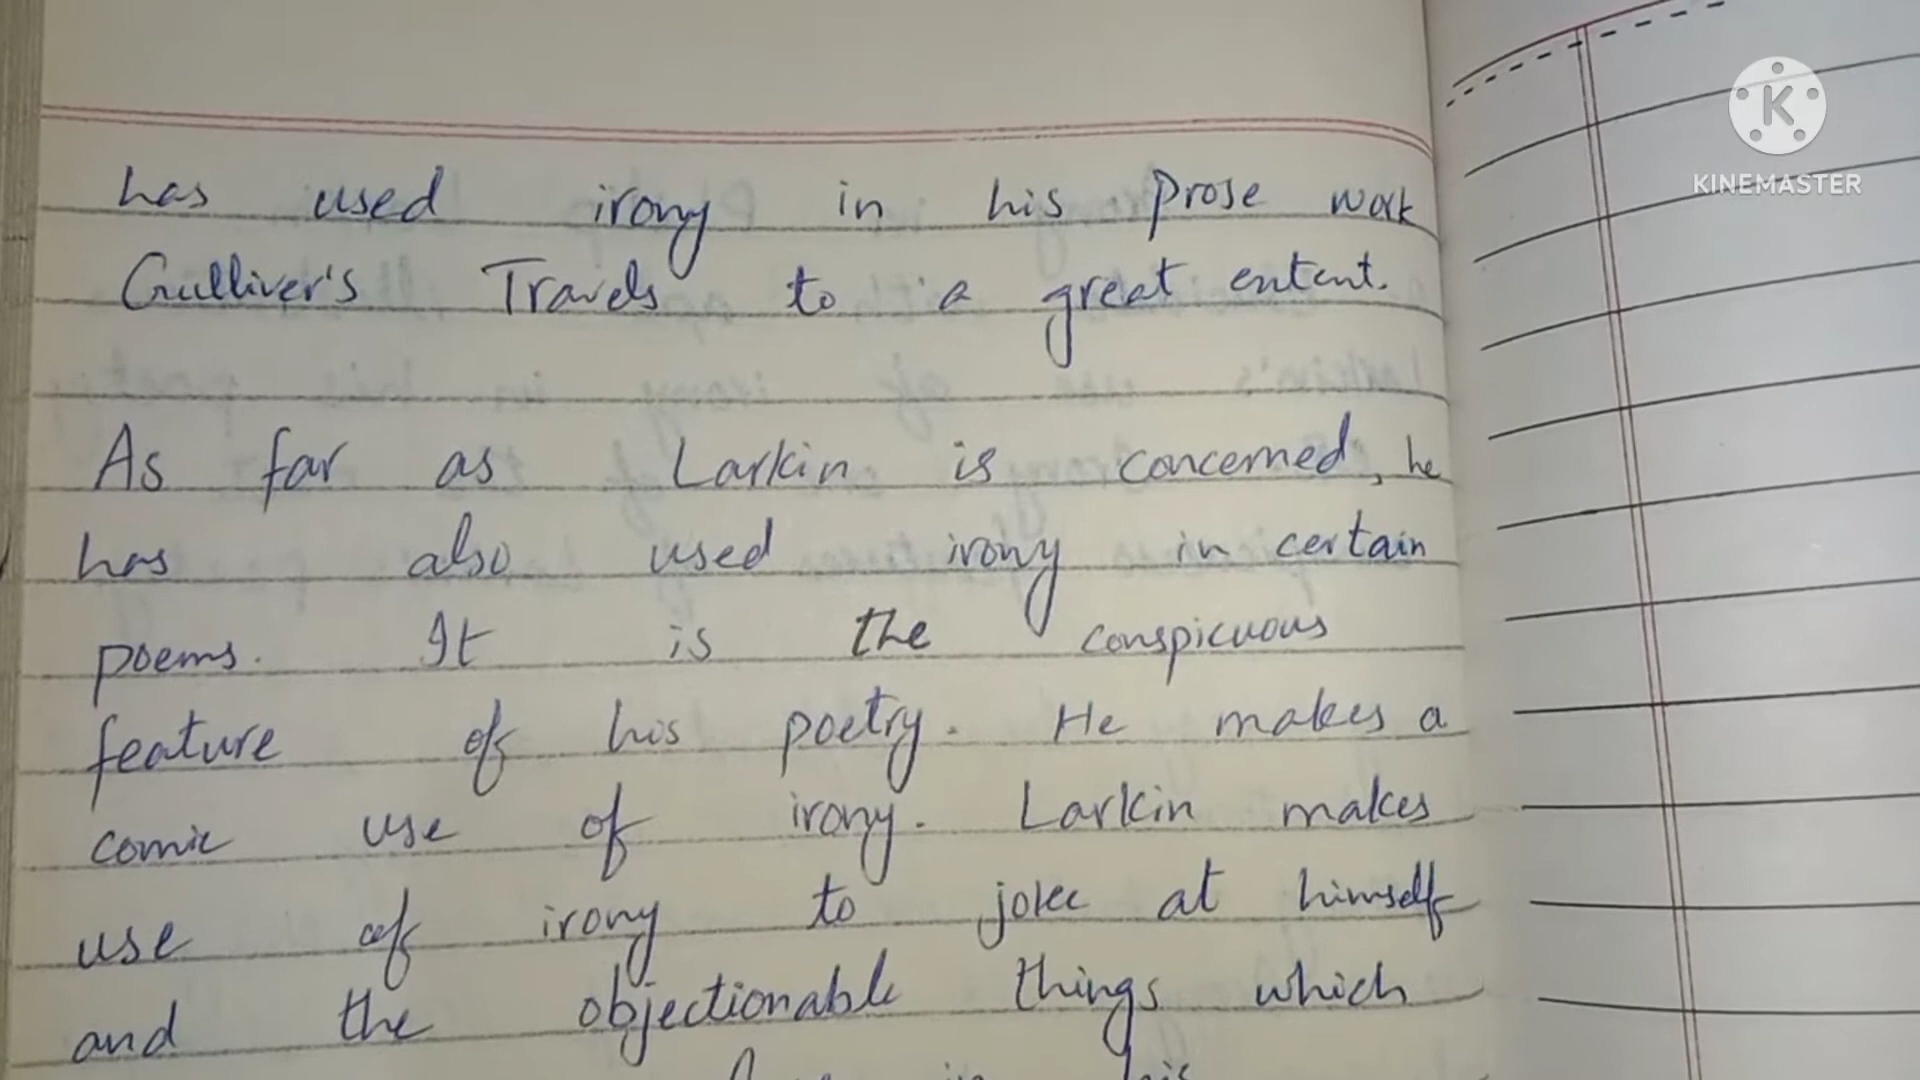 has used irony in his prose work
Gulliver's Travels to a great extent.
As far as Larkin is concerned, he
has also used irony in certain
poems. It is the conspicuous
feature of his poetry. He makes a
comic use of irony. Larkin makes
use of irony to joke at himself
and the objectionable things which
in his
K
KINEMASTER